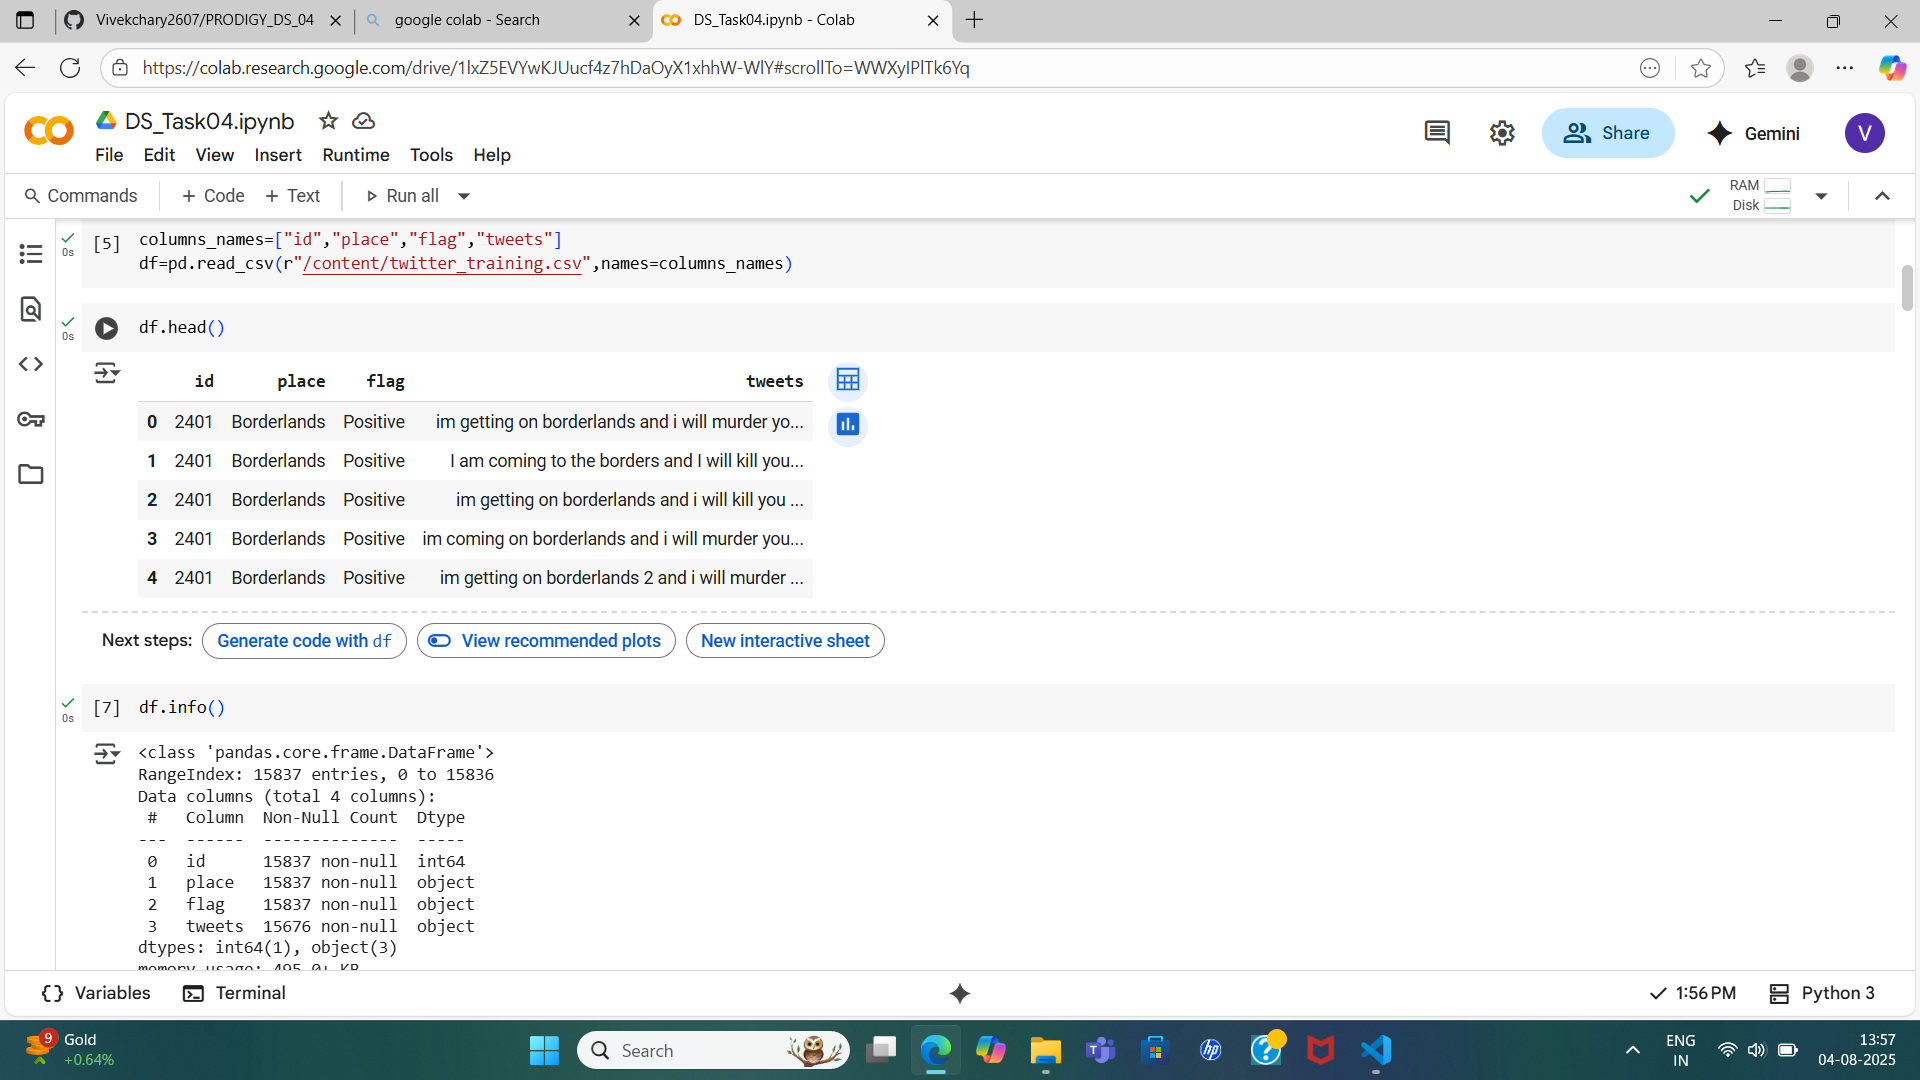 Vivekchary2607/PRODIGY_DS_04
google colab - Search
DS_Task04.ipynb - Colab
https://colab.research.google.com/drive/1lxZ5EVYwKJUucf4z7hDaOyX1xhhW-WlY#scrollTo=WWXyIPlTk6Yq
DS_Task04.ipynb
File Edit View Insert Runtime Tools Help
Share
Gemini
V
Commands + Code + Text Run all
RAM
Disk
[5]
0s
columns_names=["id","place","flag","tweets"]
df=pd.read_csv(r"/content/twitter_training.csv",names=columns_names)
0s
df.head()
id place flag tweets
0 2401 Borderlands Positive im getting on borderlands and i will murder yo...
1 2401 Borderlands Positive I am coming to the borders and I will kill you...
2 2401 Borderlands Positive im getting on borderlands and i will kill you ...
3 2401 Borderlands Positive im coming on borderlands and i will murder you...
4 2401 Borderlands Positive im getting on borderlands 2 and i will murder ...
Next steps: Generate code with df View recommended plots New interactive sheet
0s
[7] df.info()
<class 'pandas.core.frame.DataFrame'>
RangeIndex: 15837 entries, 0 to 15836
Data columns (total 4 columns):
# Column Non-Null Count Dtype
--- ------ -------------- -----
0 id 15837 non-null int64
1 place 15837 non-null object
2 flag 15837 non-null object
3 tweets 15676 non-null object
dtypes: int64(1), object(3)
memory usage: 495.0+ KB
Variables Terminal
1:56 PM Python 3
9
Gold
+0.64%
Search
ENG
IN
13:57
04-08-2025